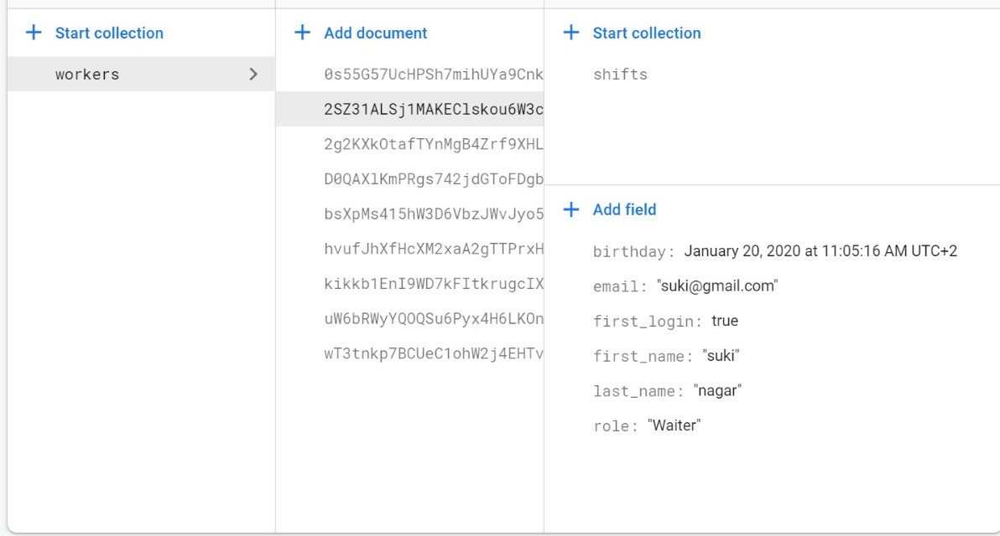 Start collection
workers
Add document
0s55G57UcHPSh7mihUYa9Cnk
2SZ31ALSj1MAKEClskou6W3c
2g2KXkOtafTYnMgB4Zrf9XHL
D0QAXlKmPRgs742jdGToFDgb
bsXpMs415hW3D6VbzJWvJyo5
hvufJhXfHcXM2xaA2gTTPrxH
kikkb1EnI9WD7kFItkrugcIX
uW6bRWyYQOQSu6Pyx4H6LKOn
wT3tnkp7BCUeC1ohW2j4EHTv
Start collection
shifts
Add field
birthday: January 20, 2020 at 11:05:16 AM UTC+2
email: "suki@gmail.com"
first_login: true
first_name: "suki"
last_name: "nagar"
role: "Waiter"